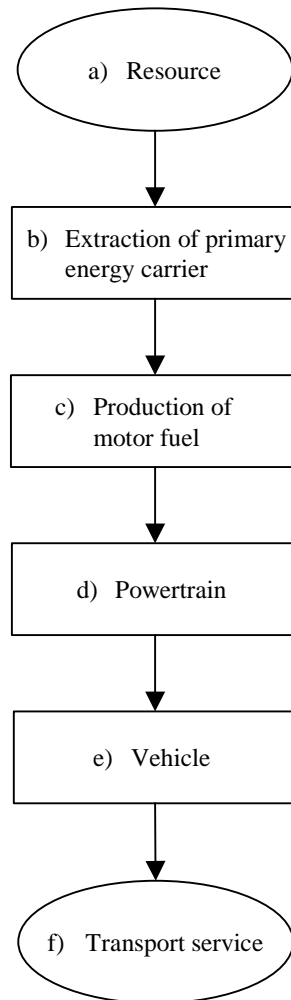 a) Resource
b) Extraction of primary
energy carrier
c) Production of
motor fuel
d) Powertrain
e) Vehicle
f) Transport service